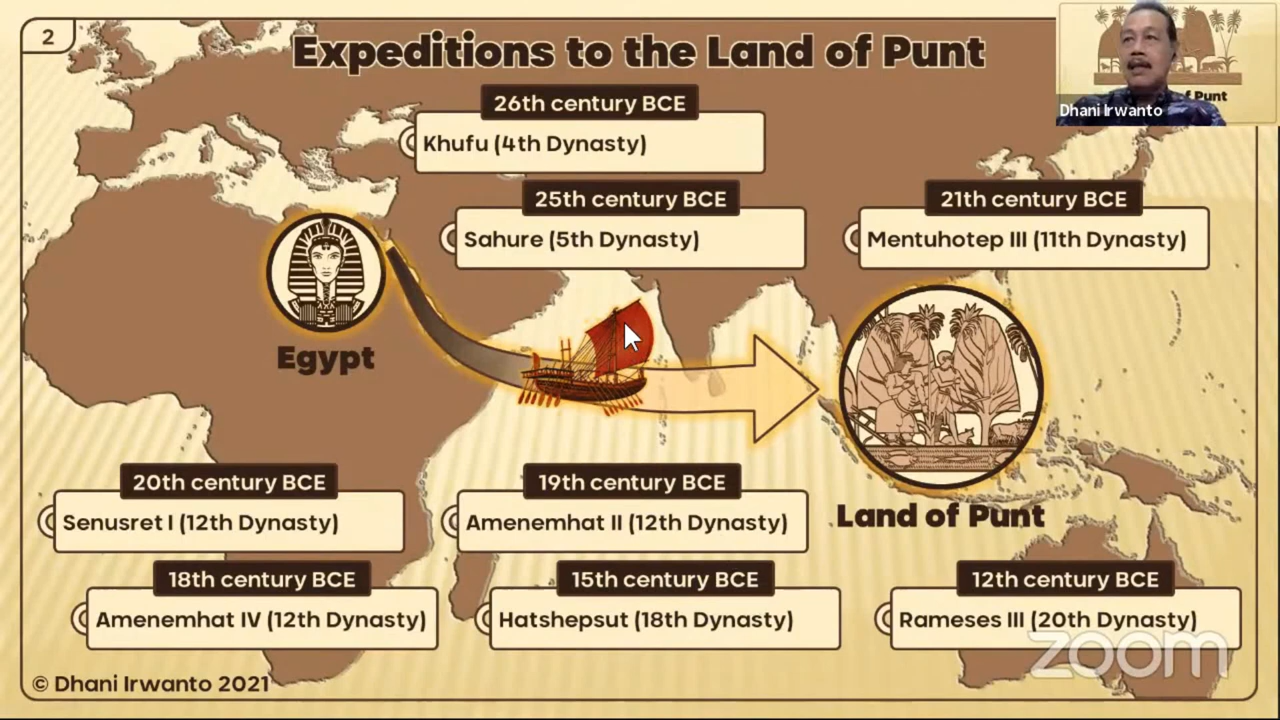 2
Expeditions to the Land of Punt
Dhani Irwanto
of Punt
26th century BCE
Khufu (4th Dynasty)
25th century BCE
Sahure (5th Dynasty)
21th century BCE
Mentuhotep III (11th Dynasty)
Egypt
Land of Punt
20th century BCE
Senusret I (12th Dynasty)
19th century BCE
Amenemhat II (12th Dynasty)
18th century BCE
Amenemhat IV (12th Dynasty)
15th century BCE
Hatshepsut (18th Dynasty)
12th century BCE
Rameses III (20th Dynasty)
zoom
© Dhani Irwanto 2021